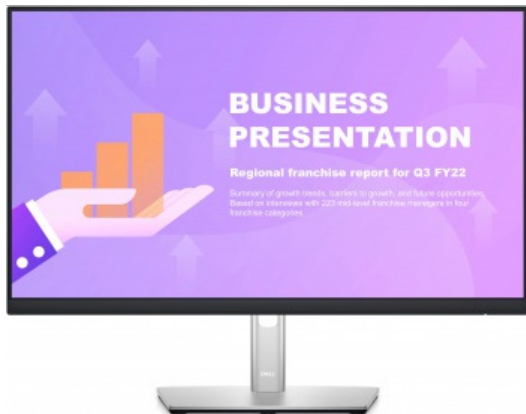 BUSINESS
PRESENTATION
Regional franchise report for Q3 FY22
Summary of growth trends, barriers to growth, and future opportunities.
Based on interviews with 223 mid-level franchise managers in four
franchise categories
DELL